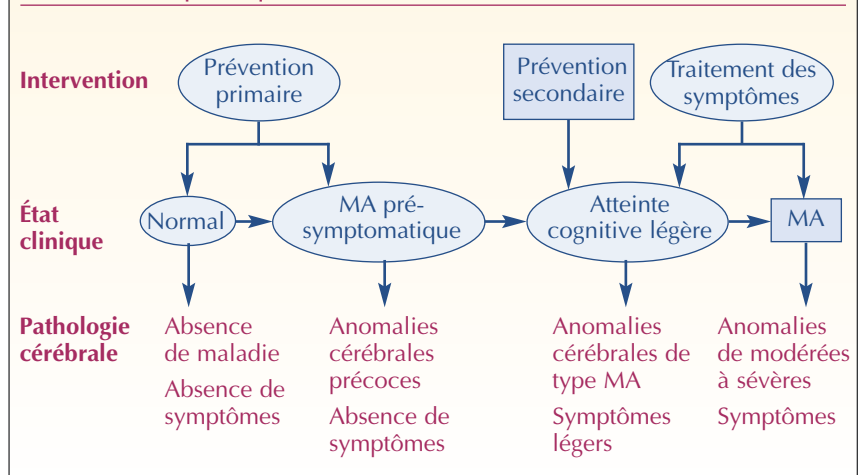 Intervention
Prévention
primaire
Prévention
secondaire
Traitement des
symptômes
État
clinique
Normal
MA pré-
symptomatique
Atteinte
cognitive légère
MA
Pathologie
cérébrale
Absence
de maladie
Absence de
symptômes
Anomalies
cérébrales
précoces
Absence de
symptômes
Anomalies
cérébrales de
type MA
Symptômes
légers
Anomalies
de modérées
à sévères
Symptômes